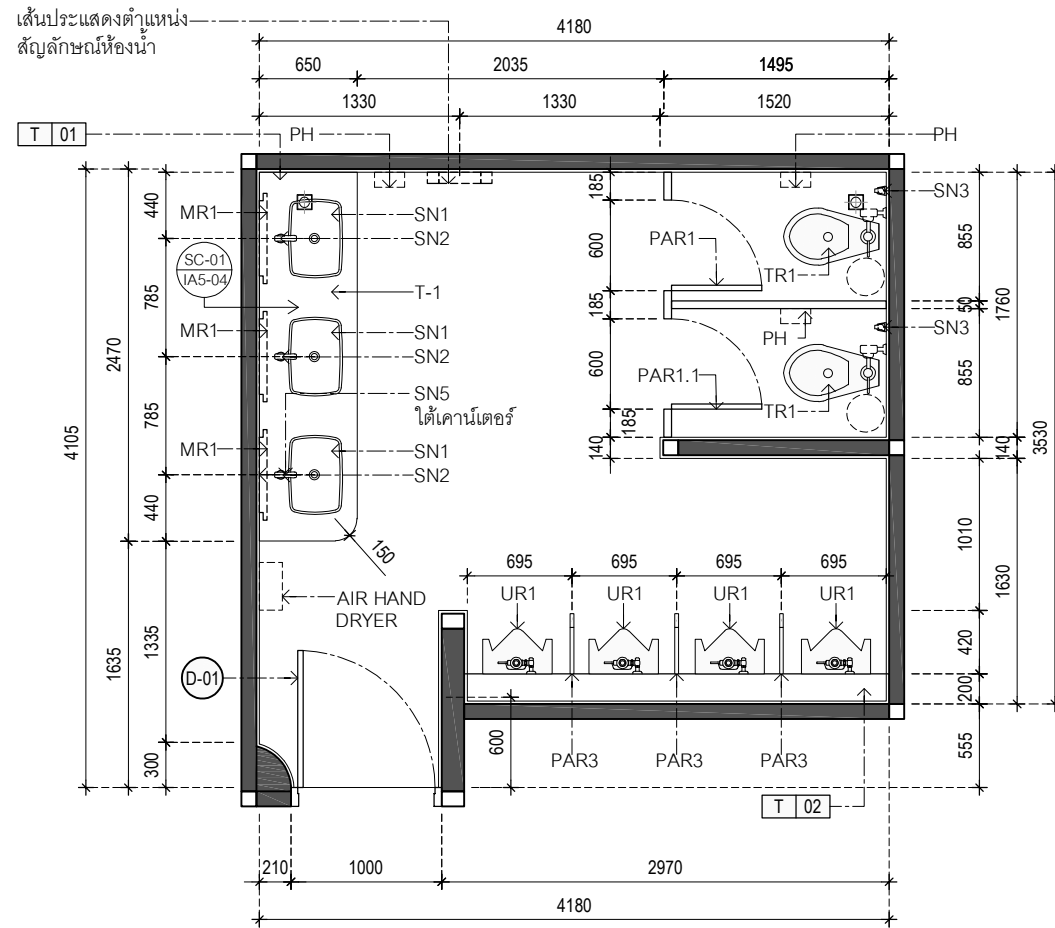 เส้นประแสดงตำแหน่ง
สัญลักษณ์ห้องน้ำ
4180
650 2035 1495
1330 1330 1520
T 01
PH PH
440 MR1 SN1 185 SN3
SN2
SC-01
IA5-04
600 PAR1 TR1 855
785 T-1
185 50 1760
MR1 SN1 PH SN3
2470 SN2
600
SN5 PAR1.1 TR1 855
ใต้เคาน์เตอร์
785 185
4105 MR1 SN1 140 140 3530
SN2
440
150 1010
695 695 695 695
AIR HAND
DRYER
UR1 UR1 UR1 UR1 1630
1335 420
1635
D-01
200
600
300 PAR3 PAR3 PAR3 555
T 02
210 1000 2970
4180